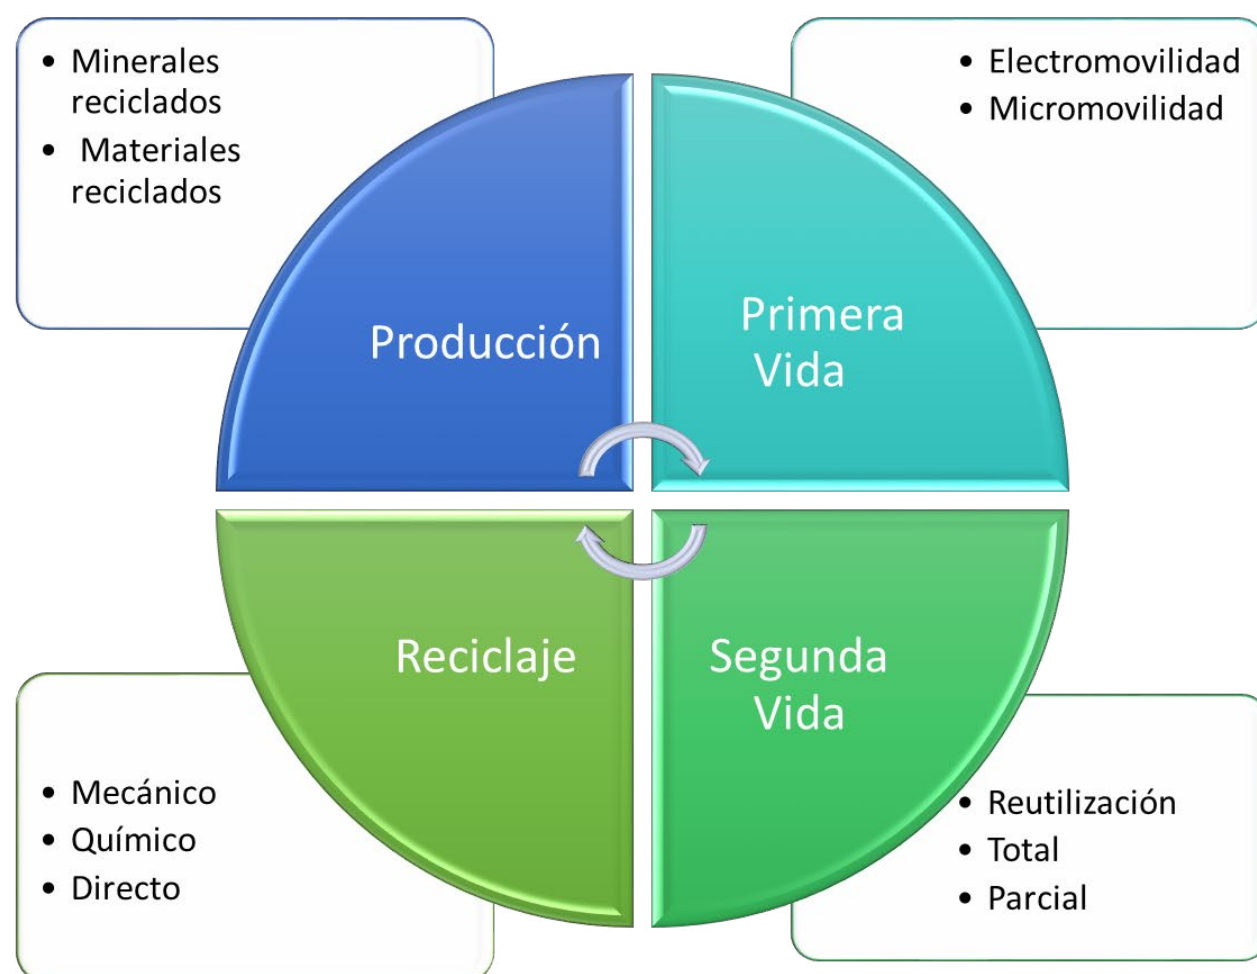 • Minerales
reciclados
• Materiales
reciclados
• Electromovilidad
• Micromovilidad
Producción
Primera
Vida
Reciclaje
Segunda
Vida
• Mecánico
• Químico
• Directo
• Reutilización
• Total
• Parcial